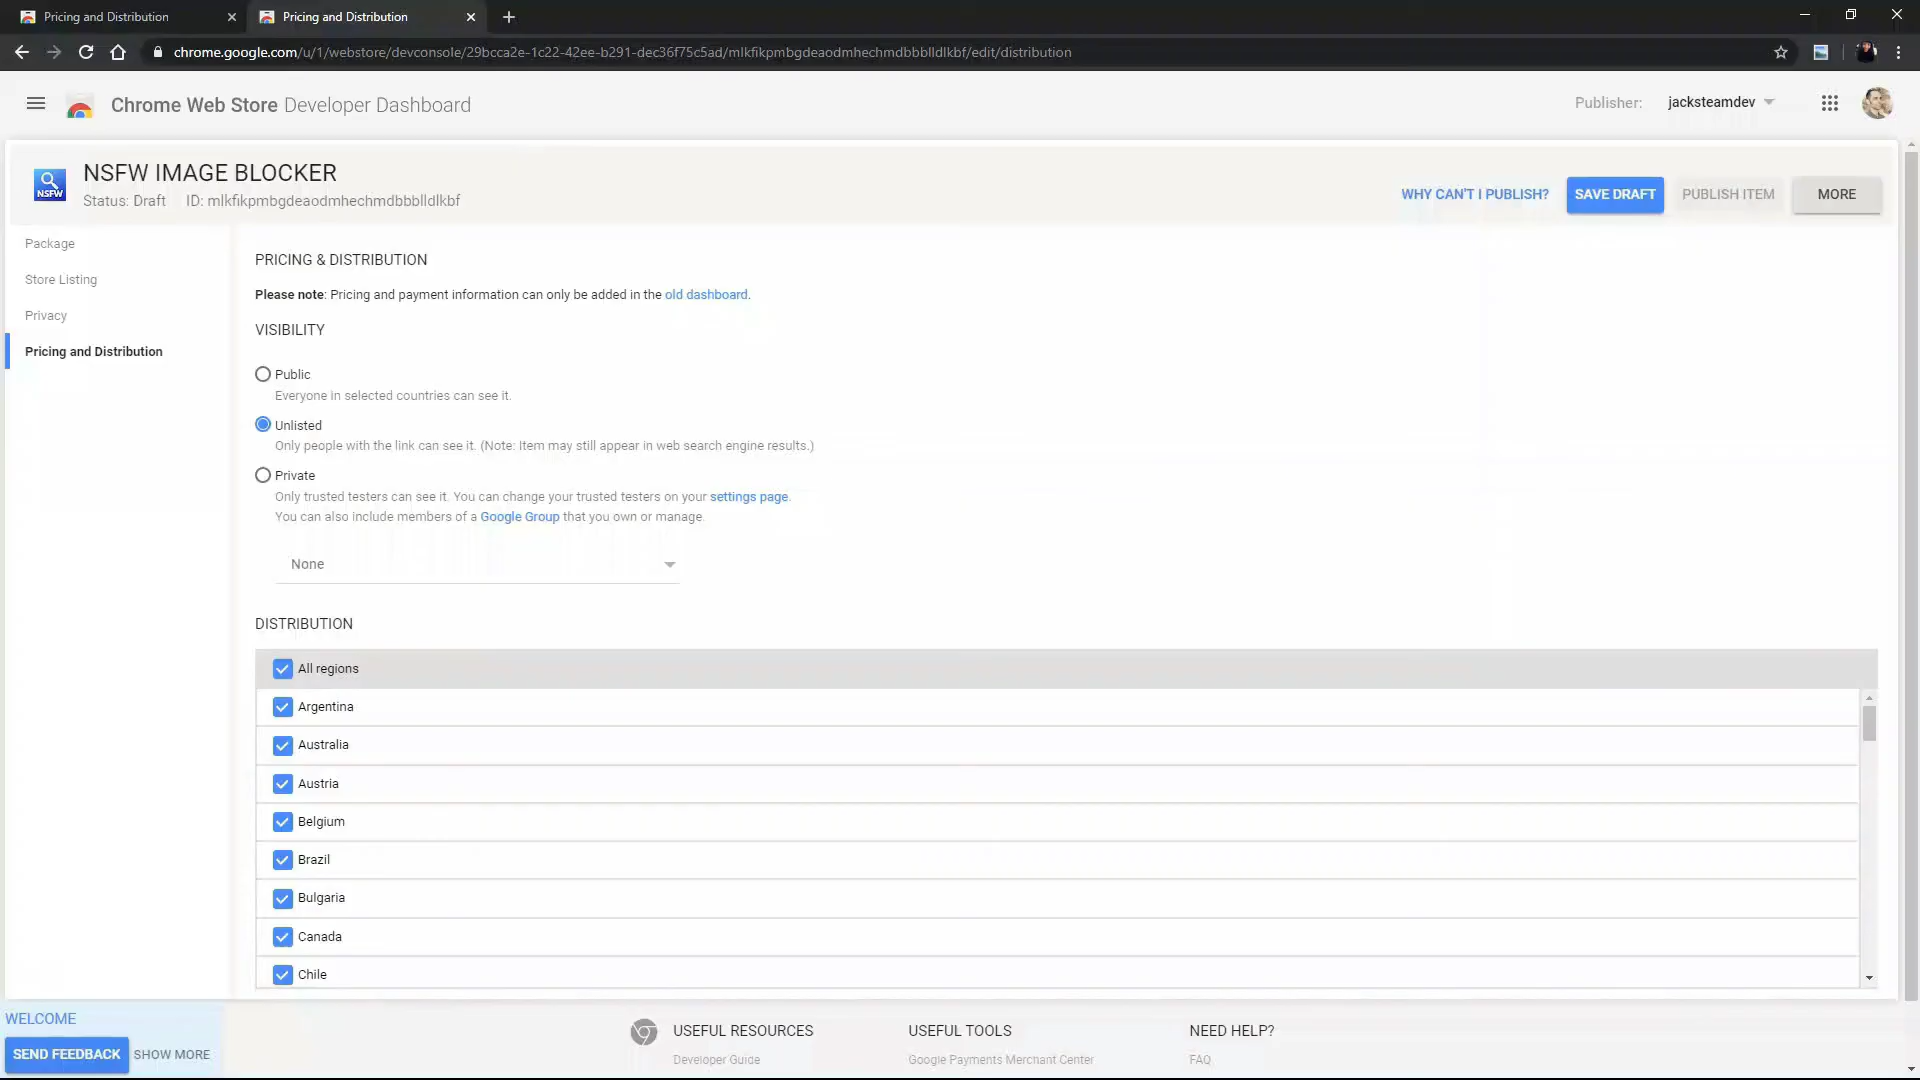 Pricing and Distribution
Pricing and Distribution
chrome.google.com/u/1/webstore/devconsole/29bcca2e-1c22-42ee-b291-dec36f75c5ad/mlkfikpmbgdeaodmhechmdbbblldlkbf/edit/distribution
Chrome Web Store Developer Dashboard
Publisher: jacksteamdev
NSFW
NSFW IMAGE BLOCKER
Status: Draft ID: mlkfikpmbgdeaodmhechmdbbblldlkbf
WHY CAN'T I PUBLISH? SAVE DRAFT PUBLISH ITEM MORE
Package
Store Listing
Privacy
Pricing and Distribution
PRICING & DISTRIBUTION
Please note: Pricing and payment information can only be added in the old dashboard.
VISIBILITY
Public
Everyone in selected countries can see it.
Unlisted
Only people with the link can see it. (Note: Item may still appear in web search engine results.)
Private
Only trusted testers can see it. You can change your trusted testers on your settings page.
You can also include members of a Google Group that you own or manage.
None
DISTRIBUTION
All regions
Argentina
Australia
Austria
Belgium
Brazil
Bulgaria
Canada
Chile
WELCOME
SEND FEEDBACK SHOW MORE
USEFUL RESOURCES
Developer Guide
USEFUL TOOLS
Google Payments Merchant Center
NEED HELP?
FAQ